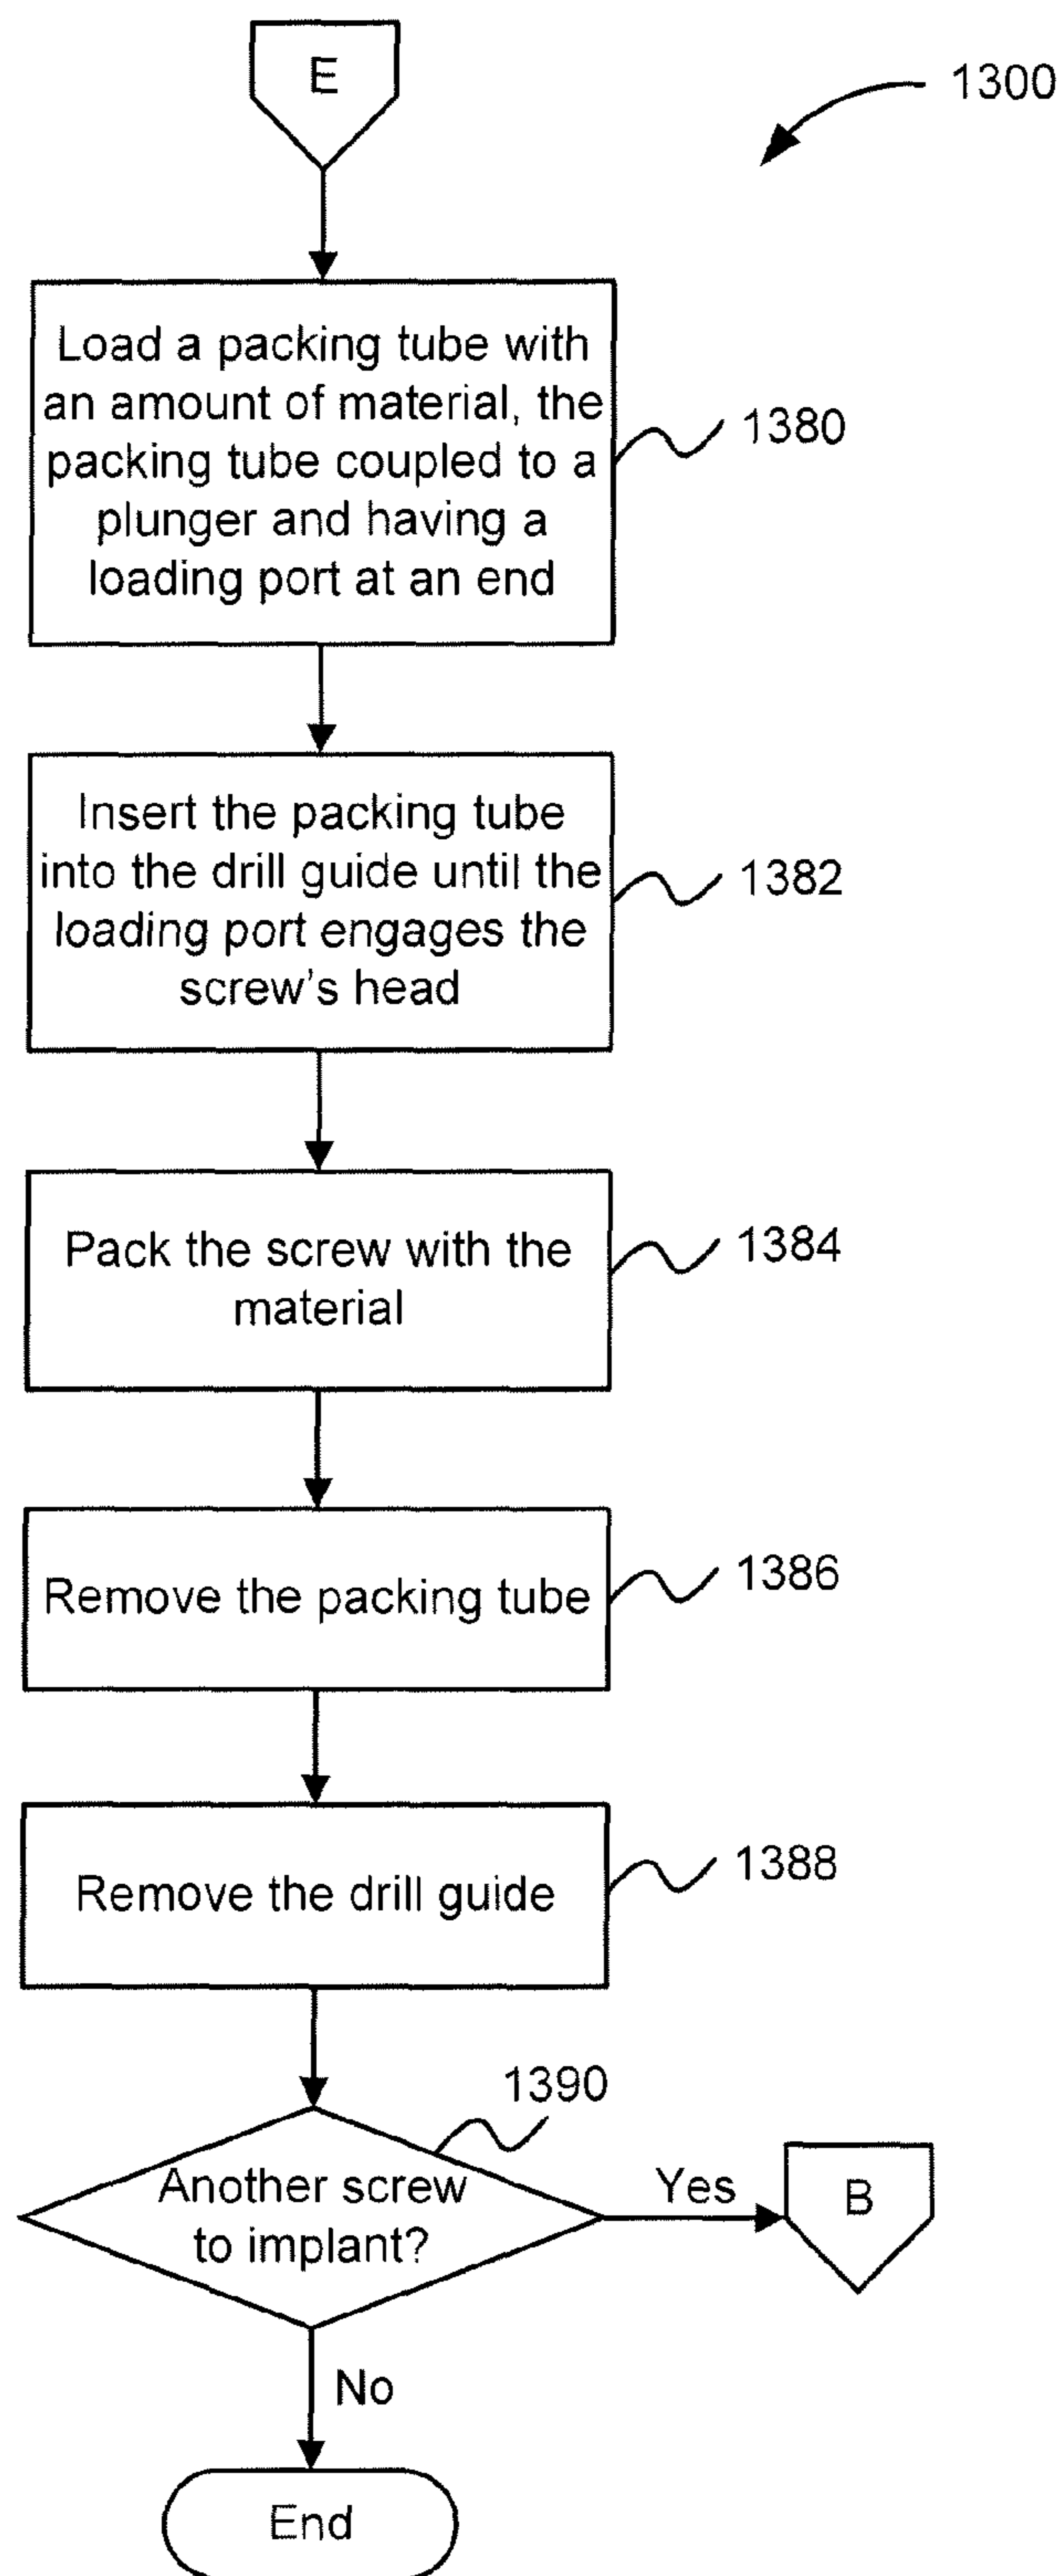 E
1300
Load a packing tube with
an amount of material, the
packing tube coupled to a
plunger and having a
loading port at an end
1380
Insert the packing tube
into the drill guide until the
loading port engages the
screw's head
1382
Pack the screw with the
material
1384
Remove the packing tube
1386
Remove the drill guide
1388
1390
Another screw
to implant?
Yes
B
No
End